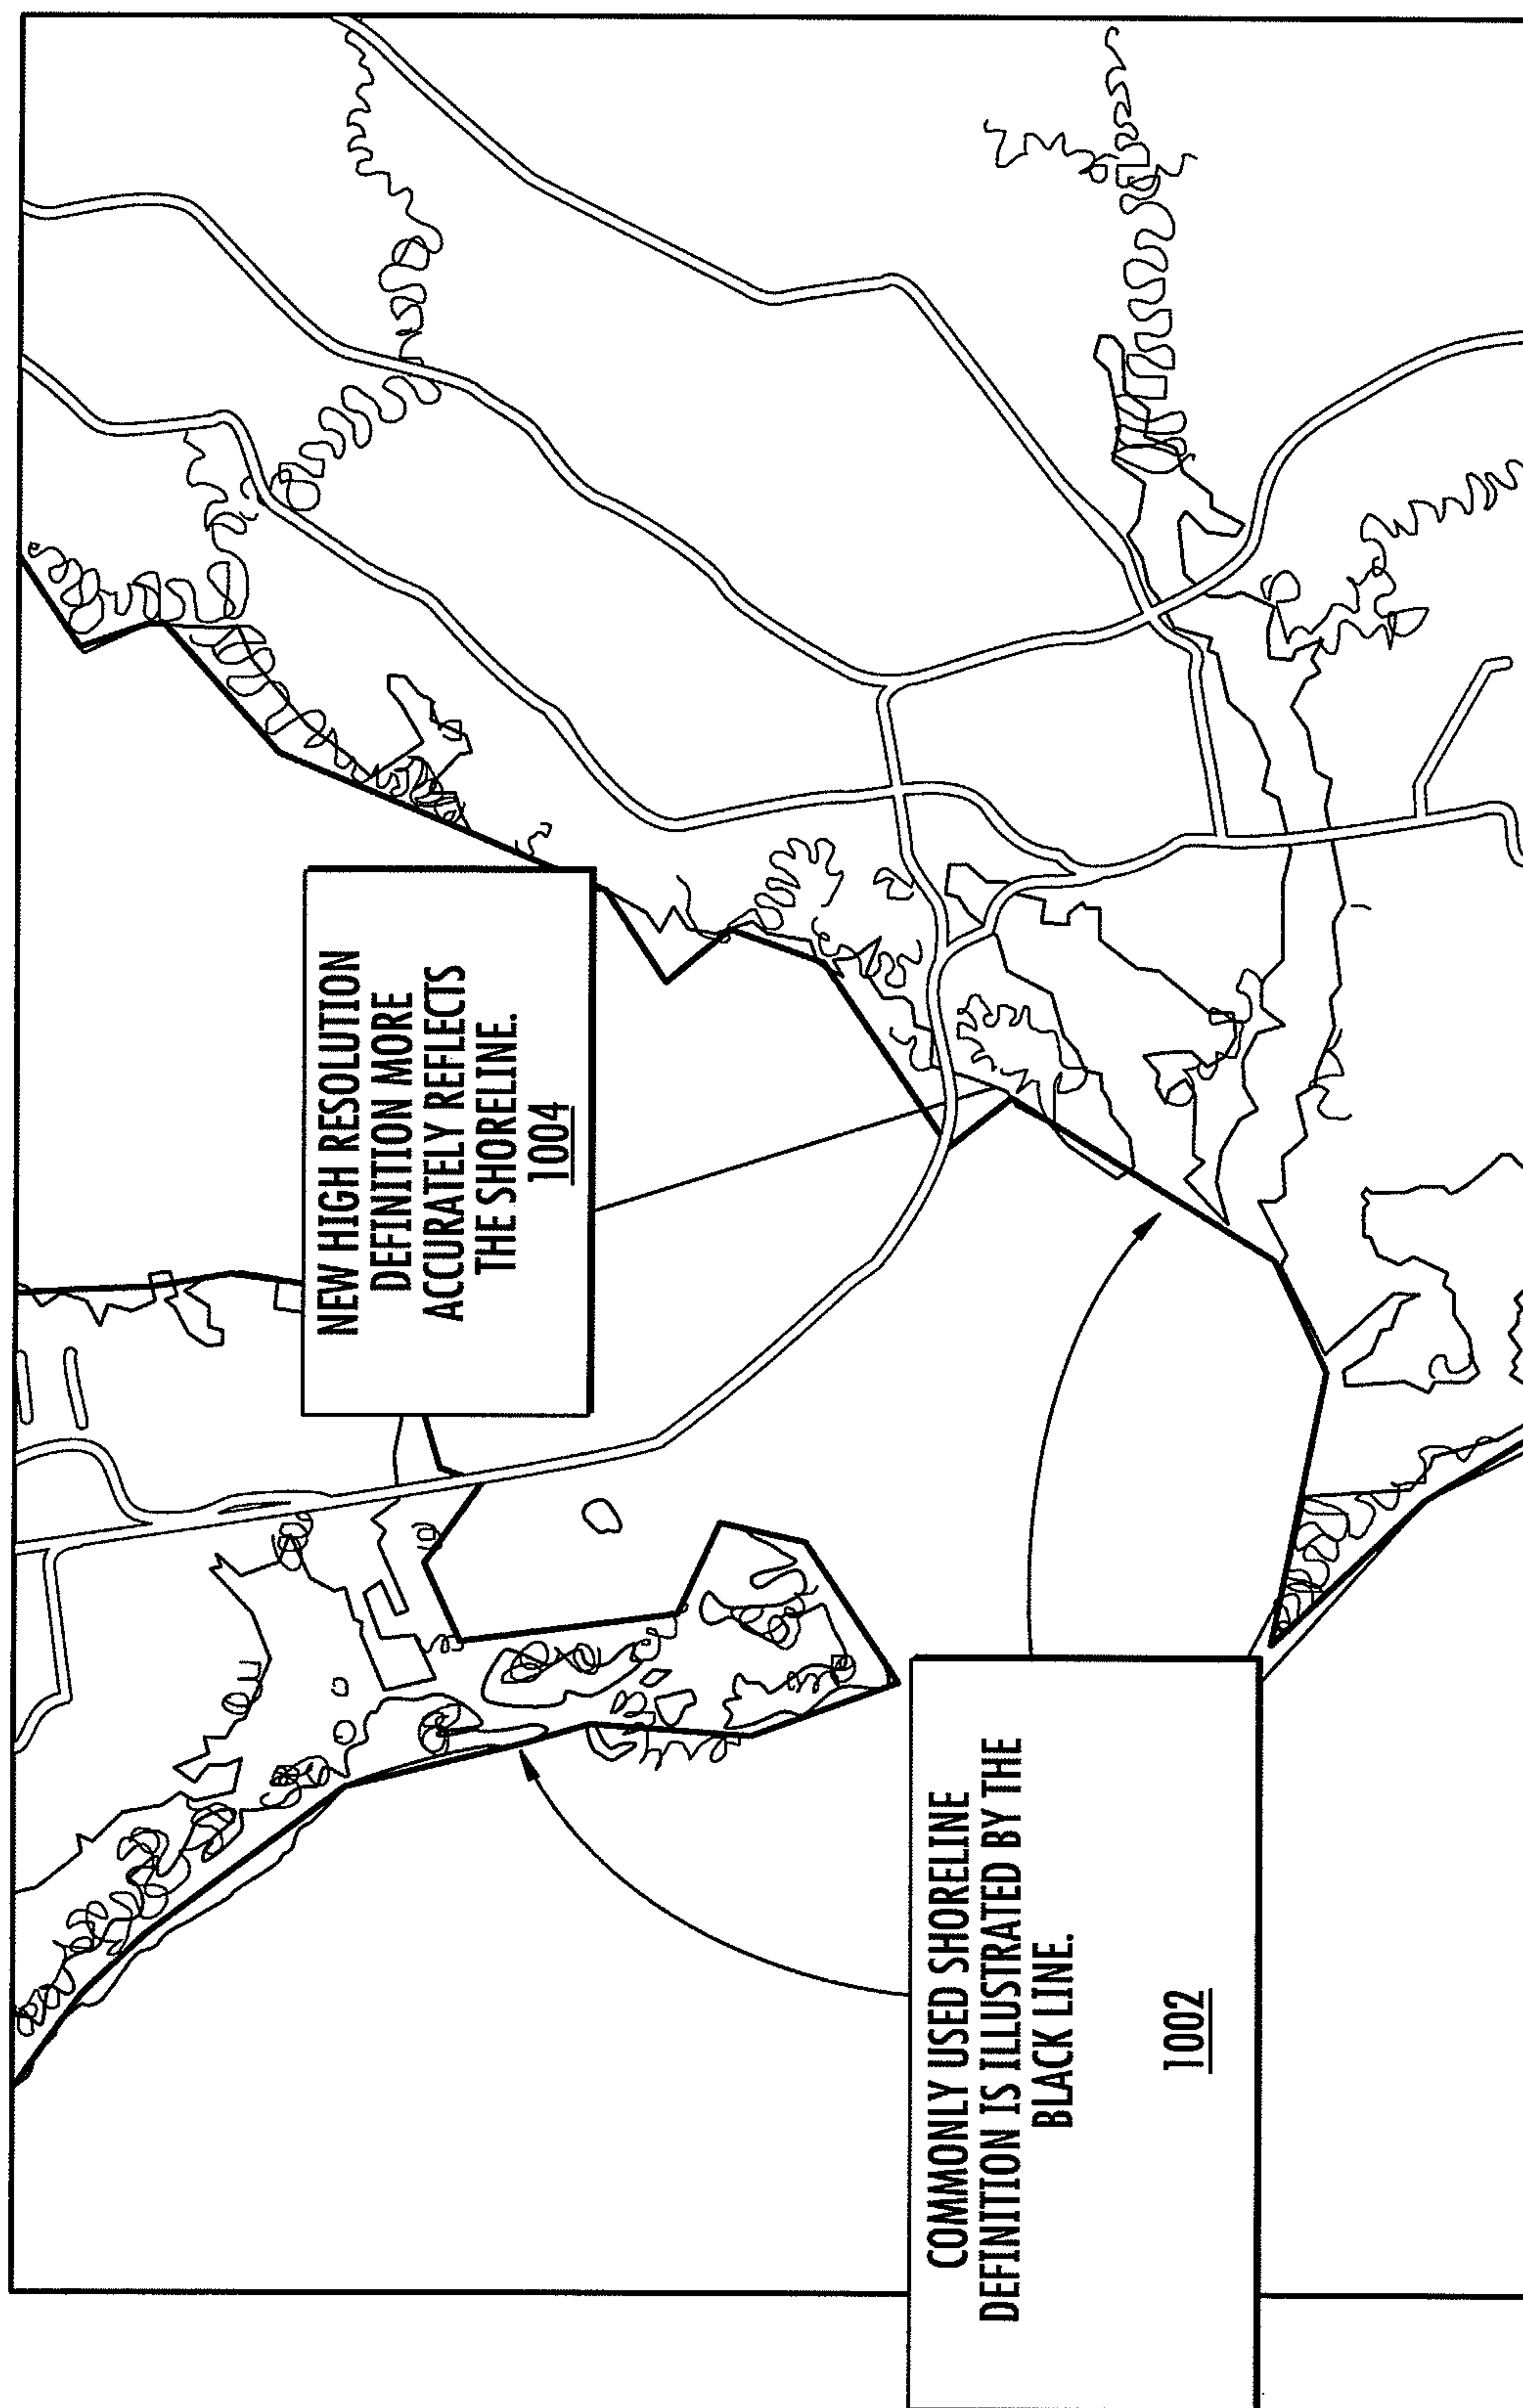 NEW HIGH RESOLUTION
DEFINITION MORE
ACCURATELY REFLECTS
THE SHORELINE.
1004
COMMONLY USED SHORELINE
DEFINITION IS ILLUSTRATED BY THE
BLACK LINE.
1002